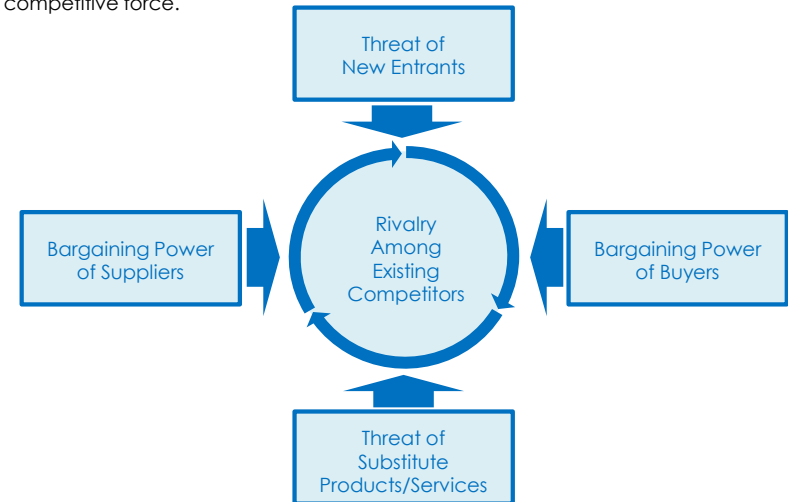 competitive force.
Threat of
New Entrants
Rivalry
Among
Existing
Competitors
Bargaining Power
of Suppliers
Bargaining Power
of Buyers
Threat of
Substitute
Products/Services